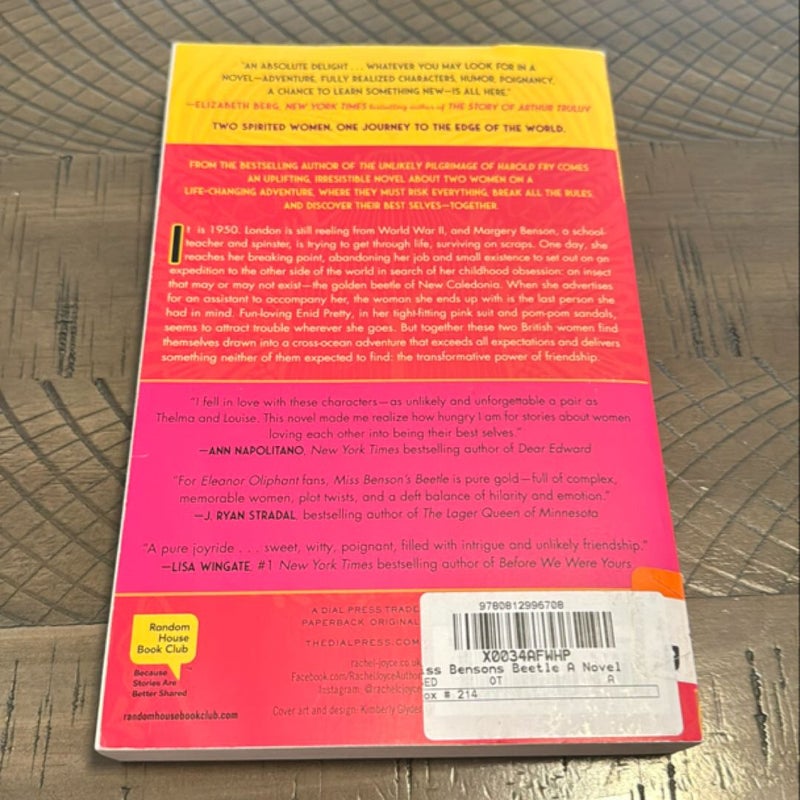 "AN ABSOLUTE DELIGHT . . . WHATEVER YOU MAY LOOK FOR IN A
NOVEL—ADVENTURE, FULLY REALIZED CHARACTERS, HUMOR, POIGNANCY,
A CHANCE TO LEARN SOMETHING NEW—IS ALL HERE."
—ELIZABETH BERG, NEW YORK TIMES bestselling author of THE STORY OF ARTHUR TRULUV
TWO SPIRITED WOMEN. ONE JOURNEY TO THE EDGE OF THE WORLD.
FROM THE BESTSELLING AUTHOR OF THE UNLIKELY PILGRIMAGE OF HAROLD FRY COMES
AN UPLIFTING, IRRESISTIBLE NOVEL ABOUT TWO WOMEN ON A
LIFE-CHANGING ADVENTURE, WHERE THEY MUST RISK EVERYTHING, BREAK ALL THE RULES,
AND DISCOVER THEIR BEST SELVES—TOGETHER.
It is 1950. London is still reeling from World War II, and Margery Benson, a school-
teacher and spinster, is trying to get through life, surviving on scraps. One day, she
reaches her breaking point, abandoning her job and small existence to set out on an
expedition to the other side of the world in search of her childhood obsession: an insect
that may or may not exist—the golden beetle of New Caledonia. When she advertises
for an assistant to accompany her, the woman she ends up with is the last person she
had in mind. Fun-loving Enid Pretty, in her tight-fitting pink suit and pom-pom sandals,
seems to attract trouble wherever she goes. But together these two British women find
themselves drawn into a cross-ocean adventure that exceeds all expectations and delivers
something neither of them expected to find: the transformative power of friendship.
"I fell in love with these characters—as unlikely and unforgettable a pair as
Thelma and Louise. This novel made me realize how hungry I am for stories about women
loving each other into being their best selves."
—ANN NAPOLITANO, New York Times bestselling author of Dear Edward
"For Eleanor Oliphant fans, Miss Benson's Beetle is pure gold—full of complex,
memorable women, plot twists, and a deft balance of hilarity and emotion."
—J. RYAN STRADAL, bestselling author of The Lager Queen of Minnesota
"A pure joyride . . . sweet, witty, poignant, filled with intrigue and unlikely friendship."
—LISA WINGATE, #1 New York Times bestselling author of Before We Were Yours
A DIAL PRESS TRADE
PAPERBACK ORIGINAL
THEDIALPRESS.COM
rachel-joyce.co.uk
Facebook.com/RachelJoyceAuthor
Instagram: @rachelcjoyce
Cover art and design: Kimberly Glyder
Random
House
Book Club
Because
Stories Are
Better Shared
randomhousebookclub.com
9780812996708
X0034AFWHP
iss Bensons Beetle A Novel
ED OT A
ox # 214